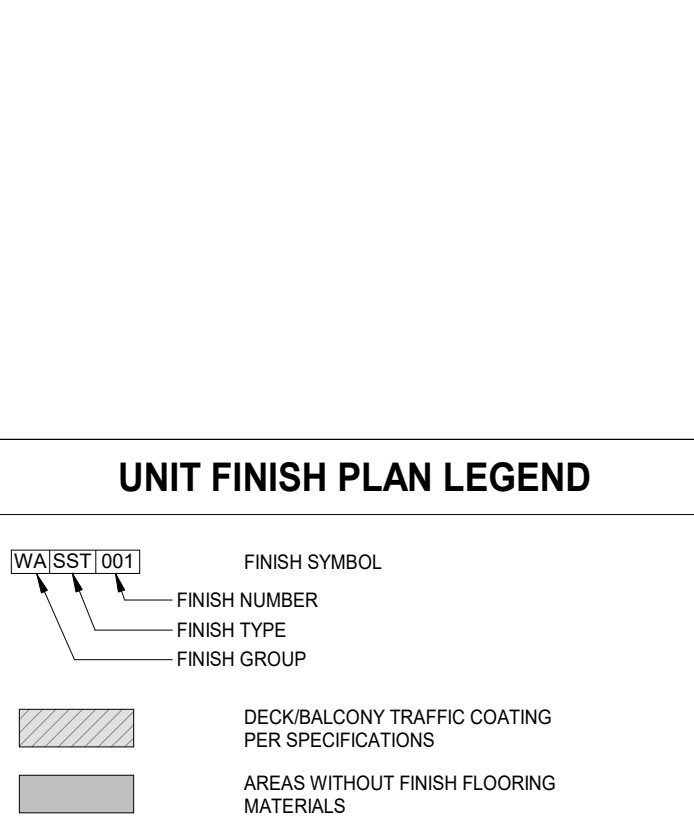 UNIT FINISH PLAN LEGEND
WA SST 001 FINISH SYMBOL
FINISH NUMBER
FINISH TYPE
FINISH GROUP
DECK/BALCONY TRAFFIC COATING
PER SPECIFICATIONS
AREAS WITHOUT FINISH FLOORING
MATERIALS